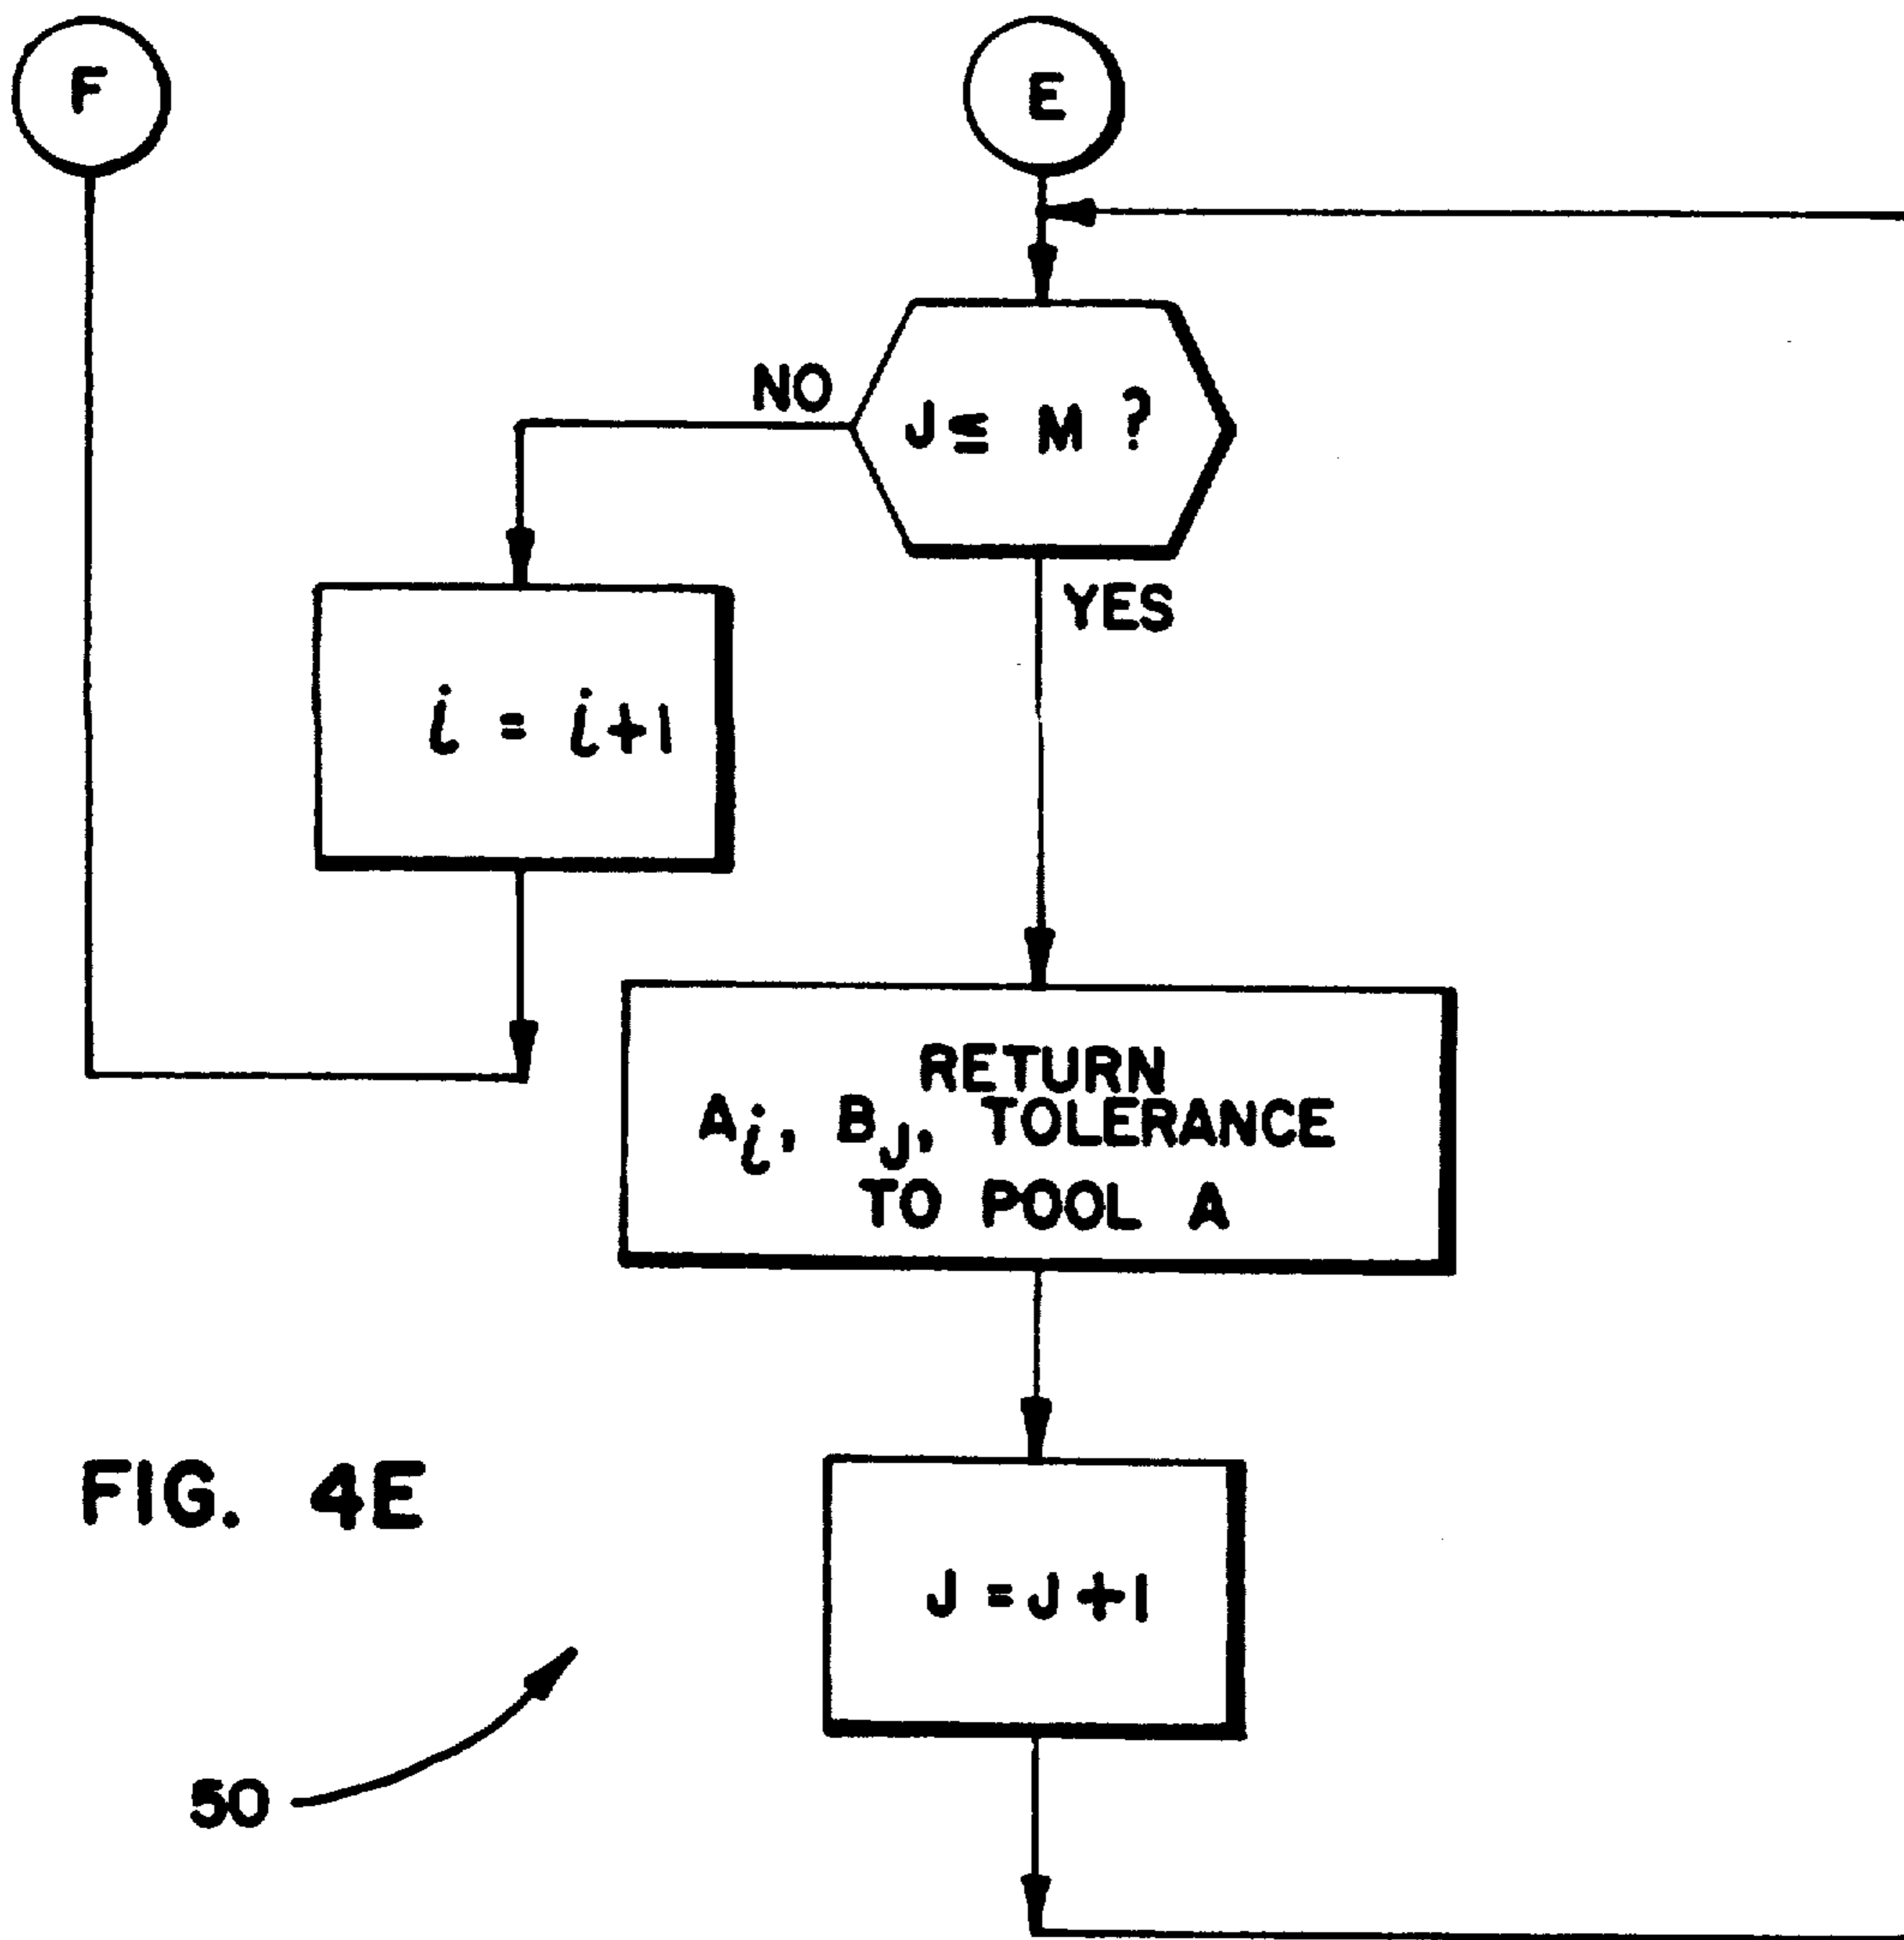 F
E
NO
J ≦ M ?
YES
i = i+1
RETURN
Ai, BJ, TOLERANCE
TO POOL A
FIG. 4E
J = J + 1
50